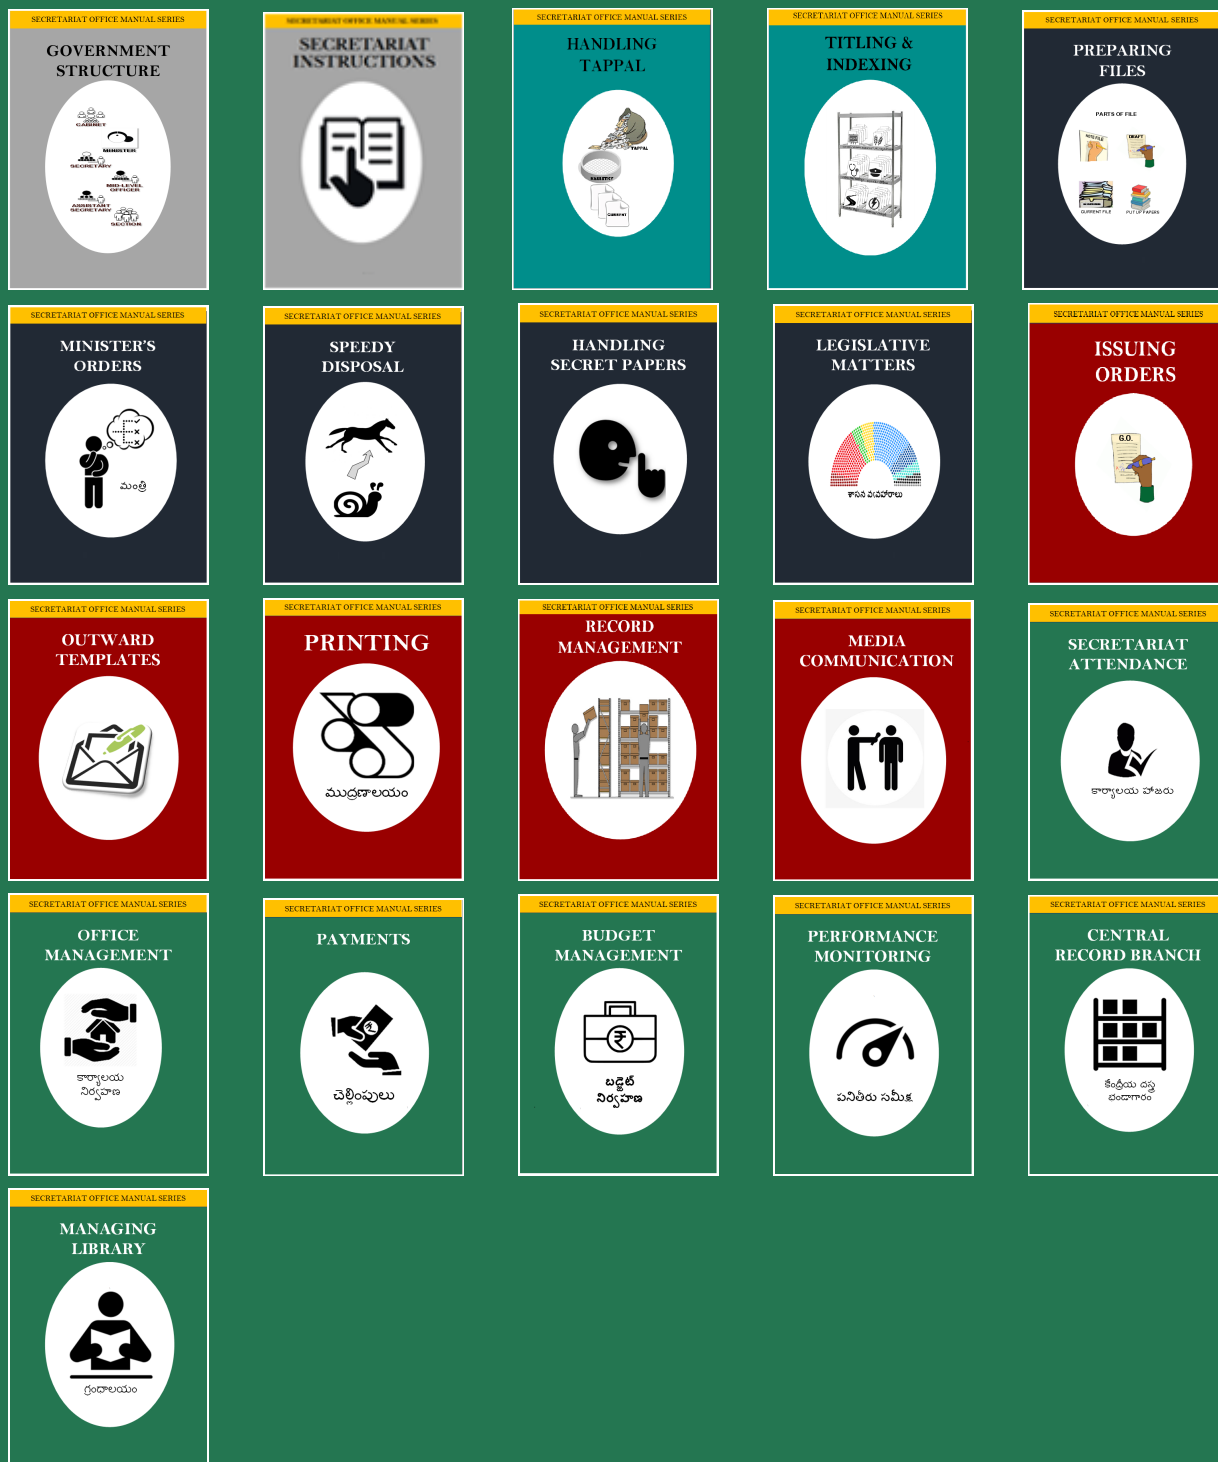 SECRETARIAT OFFICE MANUAL SERIES
GOVERNMENT
STRUCTURE
CABINET
MINISTER
SECRETARY
MID-LEVEL
OFFICER
ASSISTANT
SECRETARY
SECTION
SECRETARIAT OFFICE MANUAL SERIES
SECRETARIAT
INSTRUCTIONS
SECRETARIAT OFFICE MANUAL SERIES
HANDLING
TAPPAL
TAPPAL
CURRENT
SECRETARIAT OFFICE MANUAL SERIES
TITLING &
INDEXING
SECRETARIAT OFFICE MANUAL SERIES
PREPARING
FILES
PARTS OF FILE
NOTE FILE
DRAFT
CURRENT FILE
PUT UP PAPERS
SECRETARIAT OFFICE MANUAL SERIES
MINISTER'S
ORDERS
మంత్రి
SECRETARIAT OFFICE MANUAL SERIES
SPEEDY
DISPOSAL
SECRETARIAT OFFICE MANUAL SERIES
HANDLING
SECRET PAPERS
SECRETARIAT OFFICE MANUAL SERIES
LEGISLATIVE
MATTERS
శాసన వ్యవహారాలు
SECRETARIAT OFFICE MANUAL SERIES
ISSUING
ORDERS
G.O.
SECRETARIAT OFFICE MANUAL SERIES
OUTWARD
TEMPLATES
SECRETARIAT OFFICE MANUAL SERIES
PRINTING
ముద్రణాలయం
SECRETARIAT OFFICE MANUAL SERIES
RECORD
MANAGEMENT
SECRETARIAT OFFICE MANUAL SERIES
MEDIA
COMMUNICATION
SECRETARIAT OFFICE MANUAL SERIES
SECRETARIAT
ATTENDANCE
కార్యాలయ హాజరు
SECRETARIAT OFFICE MANUAL SERIES
OFFICE
MANAGEMENT
కార్యాలయ
నిర్వహణ
SECRETARIAT OFFICE MANUAL SERIES
PAYMENTS
చెల్లింపులు
SECRETARIAT OFFICE MANUAL SERIES
BUDGET
MANAGEMENT
₹
బడ్జెట్
నిర్వహణ
SECRETARIAT OFFICE MANUAL SERIES
PERFORMANCE
MONITORING
పనితీరు సమీక్ష
SECRETARIAT OFFICE MANUAL SERIES
CENTRAL
RECORD BRANCH
కేంద్రీయ దస్త్ర
భండాగారం
SECRETARIAT OFFICE MANUAL SERIES
MANAGING
LIBRARY
గ్రంథాలయం